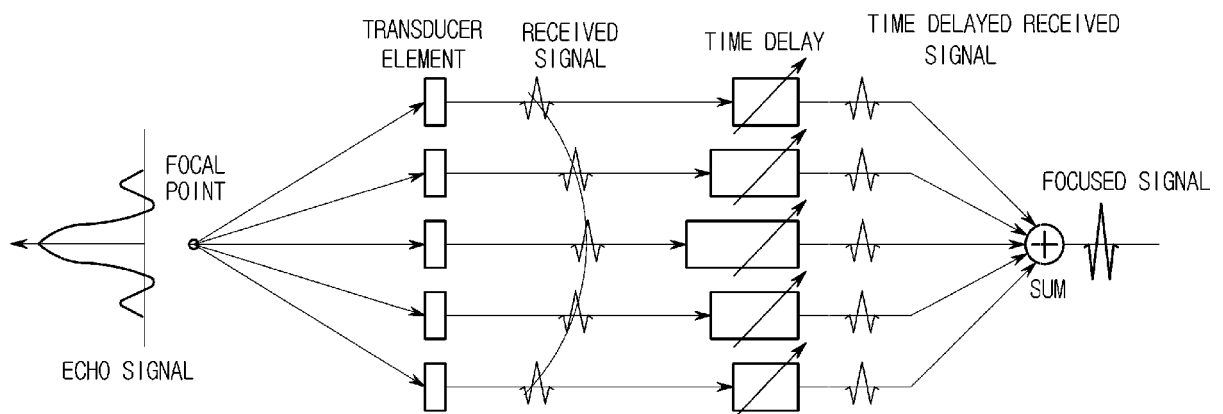 TRANSDUCER
ELEMENT
RECEIVED
SIGNAL
TIME DELAY
TIME DELAYED RECEIVED
SIGNAL
FOCAL
POINT
FOCUSED SIGNAL
SUM
ECHO SIGNAL